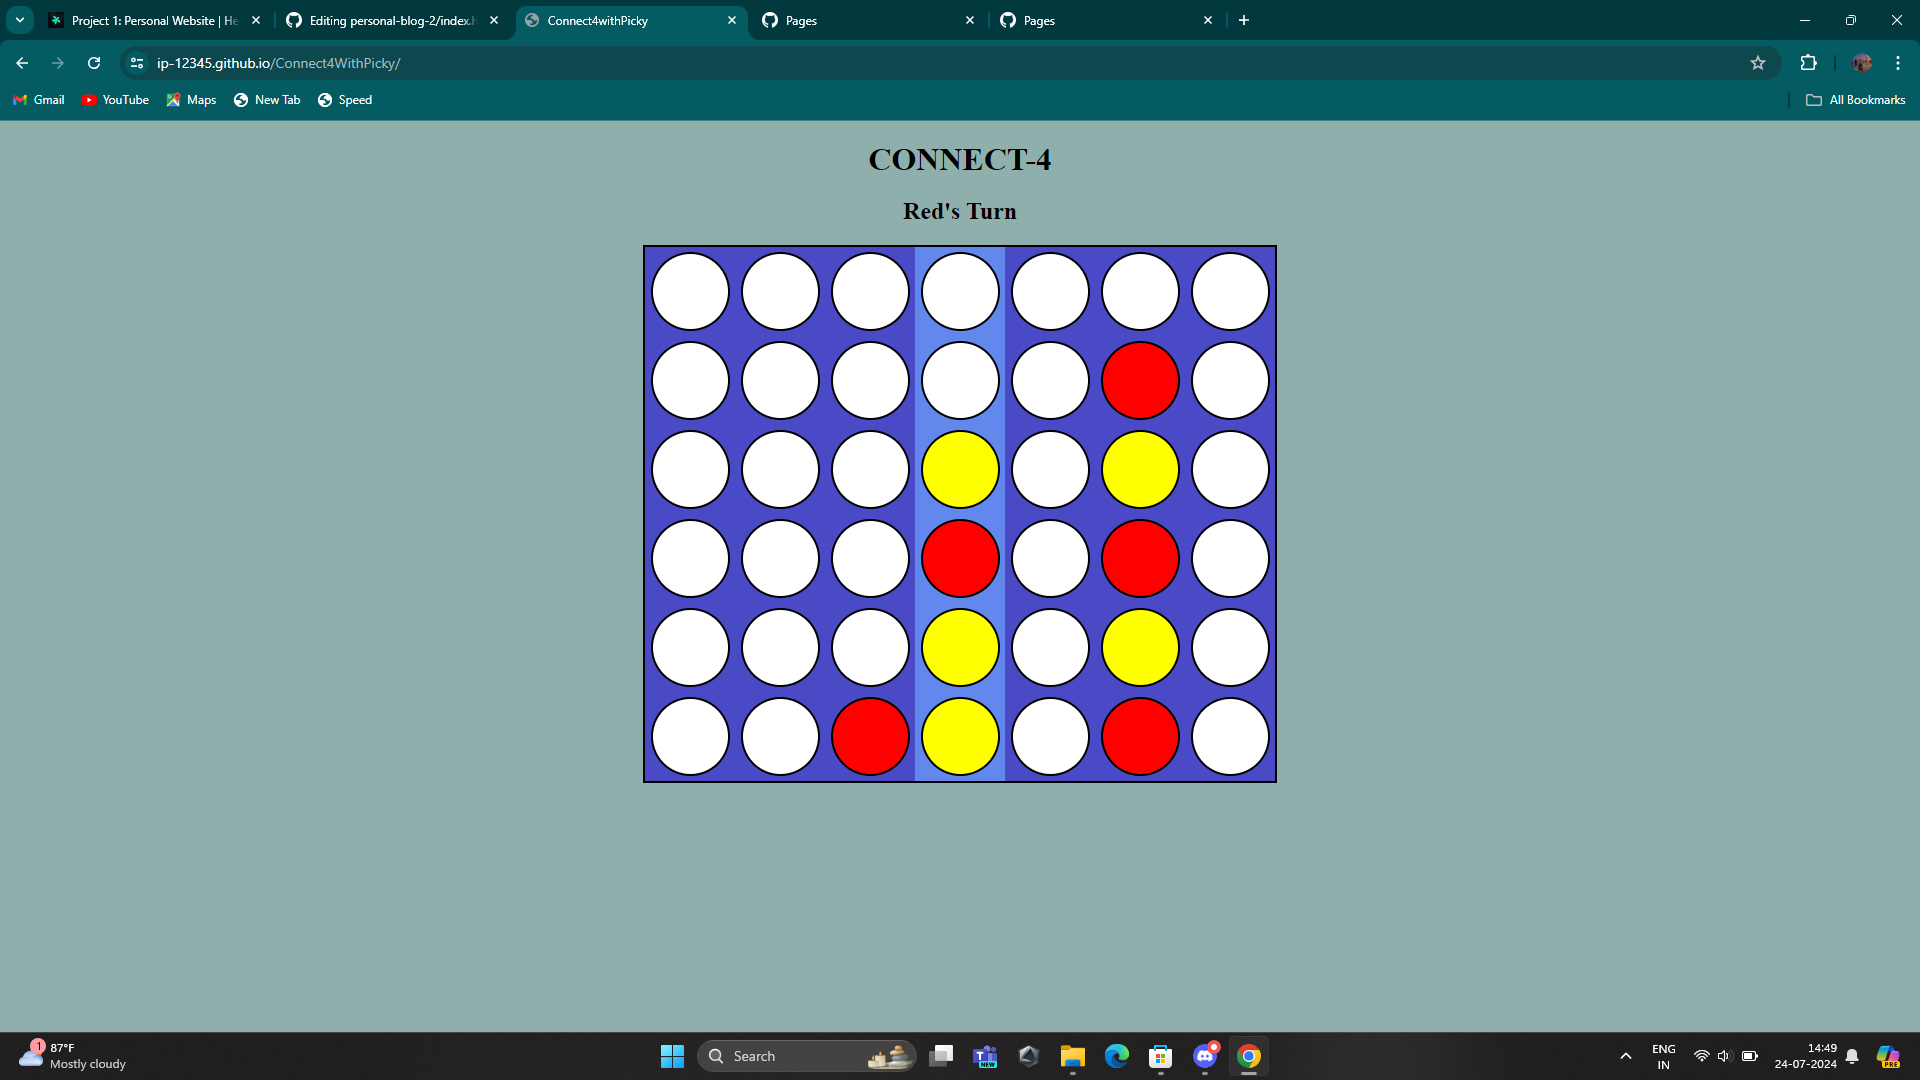 Project 1: Personal Website | He
Editing personal-blog-2/index.h
Connect4withPicky
Pages
Pages
ip-12345.github.io/Connect4WithPicky/
Gmail
YouTube
Maps
New Tab
Speed
All Bookmarks
CONNECT-4
Red's Turn
1
87°F
Mostly cloudy
Search
T
NEW
ENG
IN
14:49
24-07-2024
PRE